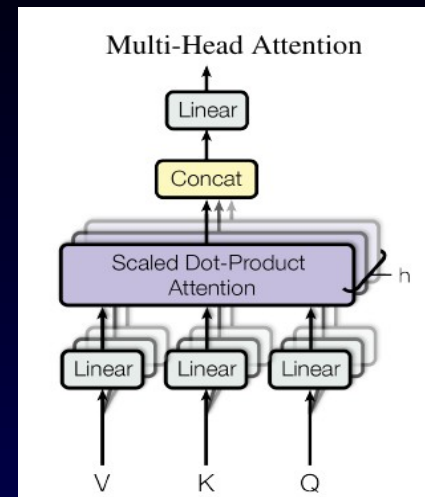 Multi-Head Attention
Linear
Concat
Scaled Dot-Product
Attention
h
Linear Linear Linear
V K Q